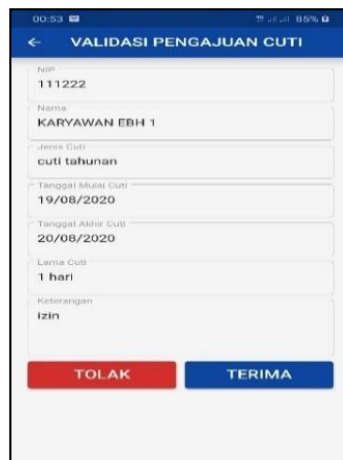 00:53
85%
VALIDASI PENGAJUAN CUTI
NIP
111222
Nama
KARYAWAN EBH 1
Jenis Cuti
cuti tahunan
Tanggal Mulai Cuti
19/08/2020
Tanggal Akhir Cuti
20/08/2020
Lama Cuti
1 hari
Keterangan
izin
TOLAK
TERIMA